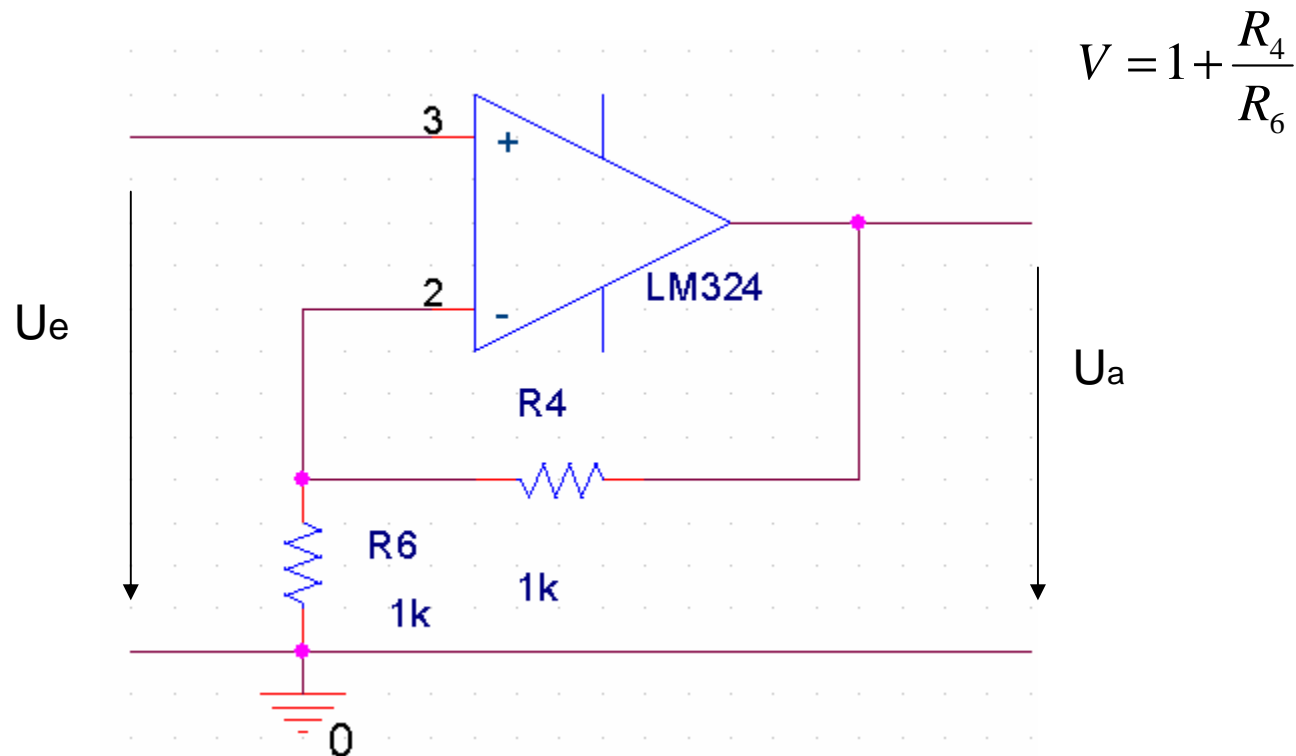 V = 1 + R4/R6
3
+
2
-
LM324
Ue
Ua
R4
R6
1k
1k
0